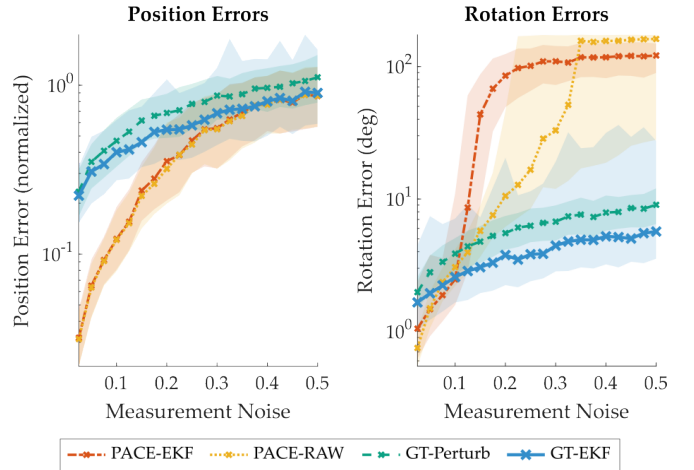 Position Errors
Rotation Errors
Position Error (normalized)
10^0
10^-1
0.1 0.2 0.3 0.4 0.5
Measurement Noise
Rotation Error (deg)
10^2
10^1
10^0
0.1 0.2 0.3 0.4 0.5
Measurement Noise
PACE-EKF PACE-RAW GT-Perturb GT-EKF